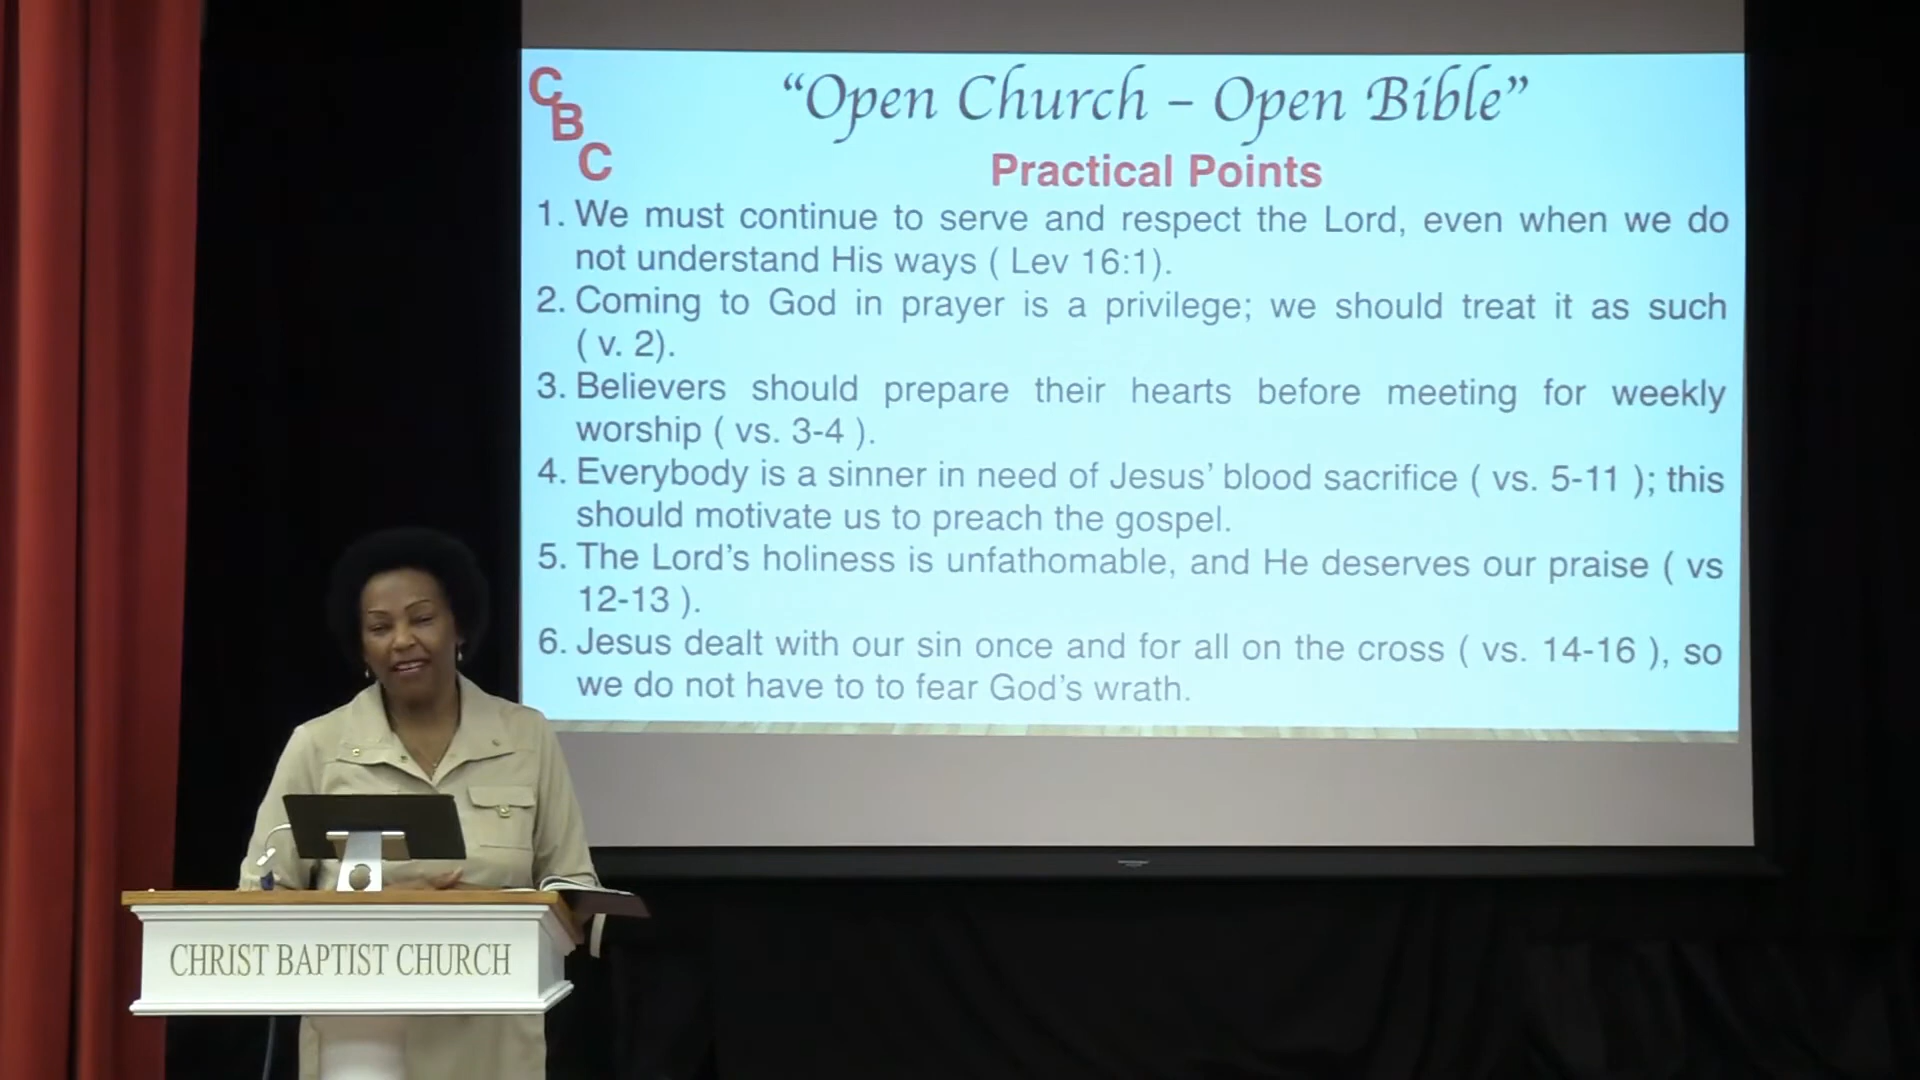 C
B
C
“Open Church – Open Bible”
Practical Points
1. We must continue to serve and respect the Lord, even when we do
not understand His ways ( Lev 16:1).
2. Coming to God in prayer is a privilege; we should treat it as such
( v. 2).
3. Believers should prepare their hearts before meeting for weekly
worship ( vs. 3-4 ).
4. Everybody is a sinner in need of Jesus’ blood sacrifice ( vs. 5-11 ); this
should motivate us to preach the gospel.
5. The Lord’s holiness is unfathomable, and He deserves our praise ( vs
12-13 ).
6. Jesus dealt with our sin once and for all on the cross ( vs. 14-16 ), so
we do not have to to fear God’s wrath.
CHRIST BAPTIST CHURCH